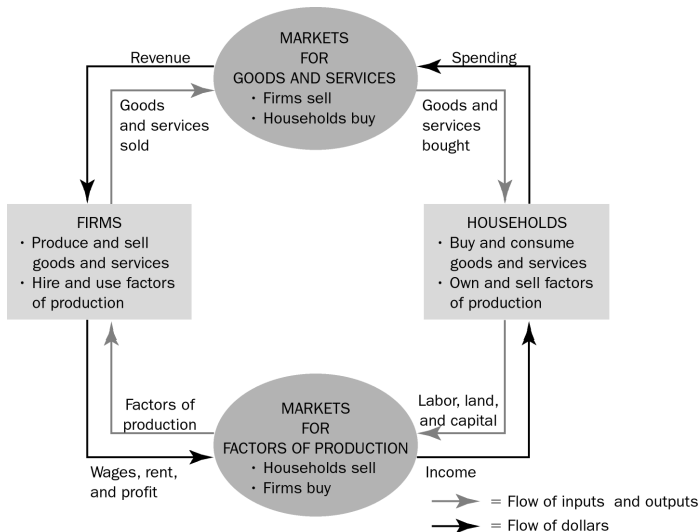 MARKETS
FOR
GOODS AND SERVICES
• Firms sell
• Households buy
Revenue
Spending
Goods
and services
sold
Goods and
services
bought
FIRMS
• Produce and sell
goods and services
• Hire and use factors
of production
HOUSEHOLDS
• Buy and consume
goods and services
• Own and sell factors
of production
Factors of
production
MARKETS
FOR
FACTORS OF PRODUCTION
• Households sell
• Firms buy
Labor, land,
and capital
Wages, rent,
and profit
Income
= Flow of inputs and outputs
= Flow of dollars